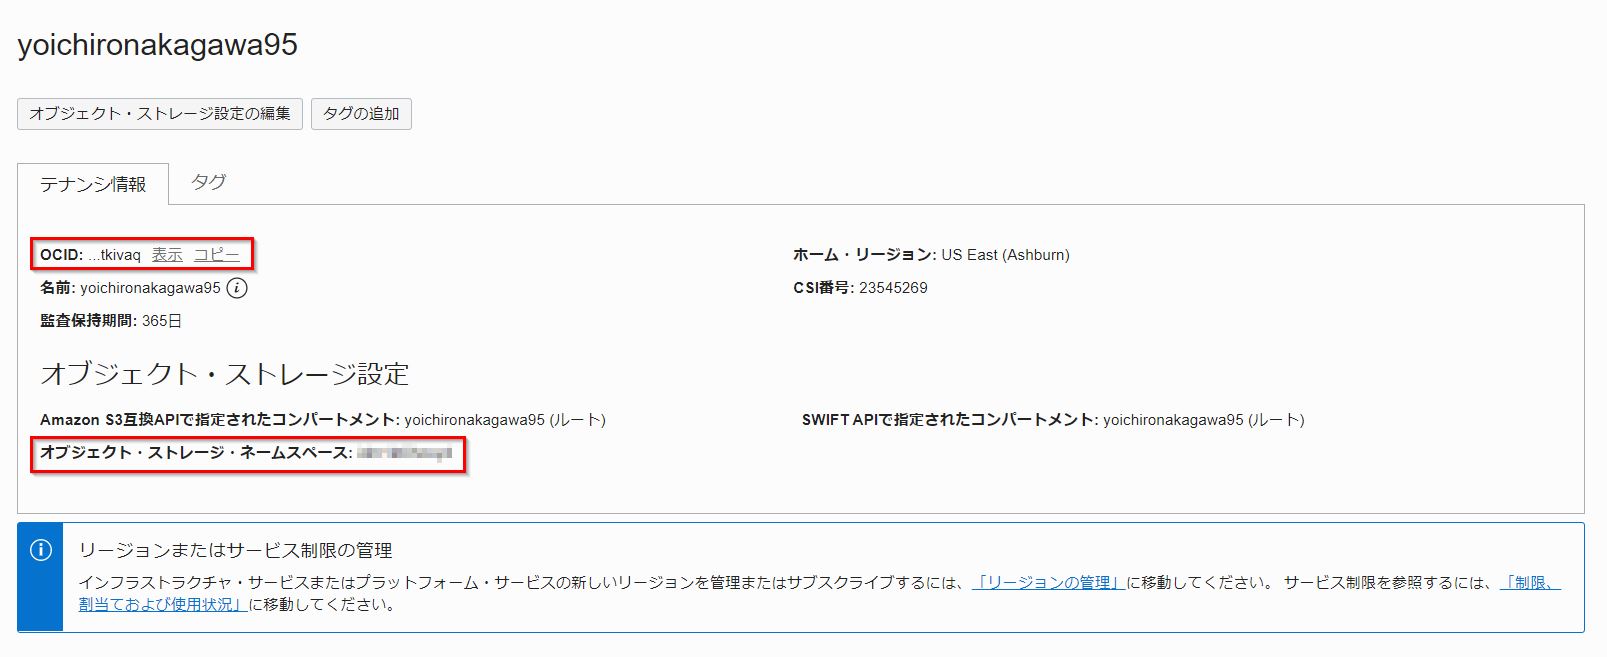 yoichironakagawa95
オブジェクト・ストレージ設定の編集 タグの追加
テナンシ情報 タグ
OCID: ...tkivaq 表示 コピー
ホーム・リージョン: US East (Ashburn)
名前: yoichironakagawa95
CSI番号: 23545269
監査保持期間: 365日
オブジェクト・ストレージ設定
Amazon S3互換APIで指定されたコンパートメント: yoichironakagawa95 (ルート)
SWIFT APIで指定されたコンパートメント: yoichironakagawa95 (ルート)
オブジェクト・ストレージ・ネームスペース:
リージョンまたはサービス制限の管理
インフラストラクチャ・サービスまたはプラットフォーム・サービスの新しいリージョンを管理またはサブスクライブするには、「リージョンの管理」に移動してください。 サービス制限を参照するには、「制限、
割当ておよび使用状況」に移動してください。